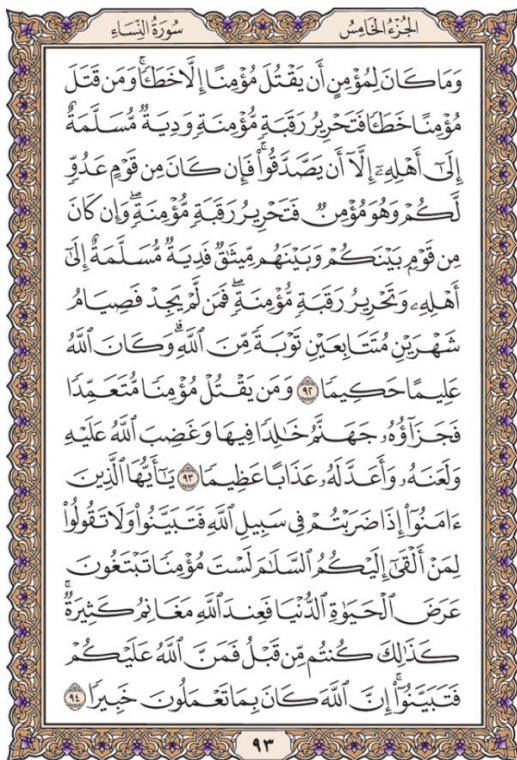 الجُزْءُ الخَامِسُ سُورَةُ النِّسَاءِ
وَمَا كَانَ لِمُؤْمِنٍ أَن يَقْتُلَ مُؤْمِنًا إِلَّا خَطَـًٔاۚ وَمَن قَتَلَ
مُؤْمِنًا خَطَـًٔا فَتَحْرِيرُ رَقَبَةٍ مُّؤْمِنَةٍ وَدِيَةٌ مُّسَلَّمَةٌ
إِلَىٰٓ أَهْلِهِۦٓ إِلَّآ أَن يَصَّدَّقُوا۟ۚ فَإِن كَانَ مِن قَوْمٍ عَدُوٍّ
لَّكُمْ وَهُوَ مُؤْمِنٌ فَتَحْرِيرُ رَقَبَةٍ مُّؤْمِنَةٍۖ وَإِن كَانَ
مِن قَوْمٍۭ بَيْنَكُمْ وَبَيْنَهُم مِّيثَـٰقٌ فَدِيَةٌ مُّسَلَّمَةٌ إِلَىٰٓ
أَهْلِهِۦ وَتَحْرِيرُ رَقَبَةٍ مُّؤْمِنَةٍۖ فَمَن لَّمْ يَجِدْ فَصِيَامُ
شَهْرَيْنِ مُتَتَابِعَيْنِ تَوْبَةً مِّنَ ٱللَّهِۗ وَكَانَ ٱللَّهُ
عَلِيمًا حَكِيمًا ٩٢ وَمَن يَقْتُلْ مُؤْمِنًا مُّتَعَمِّدًا
فَجَزَآؤُهُۥ جَهَنَّمُ خَـٰلِدًا فِيهَا وَغَضِبَ ٱللَّهُ عَلَيْهِ
وَلَعَنَهُۥ وَأَعَدَّ لَهُۥ عَذَابًا عَظِيمًا ٩٣ يَـٰٓأَيُّهَا ٱلَّذِينَ
ءَامَنُوٓا۟ إِذَا ضَرَبْتُمْ فِى سَبِيلِ ٱللَّهِ فَتَبَيَّنُوا۟ وَلَا تَقُولُوا۟
لِمَنْ أَلْقَىٰٓ إِلَيْكُمُ ٱلسَّلَـٰمَ لَسْتَ مُؤْمِنًا تَبْتَغُونَ
عَرَضَ ٱلْحَيَوٰةِ ٱلدُّنْيَا فَعِندَ ٱللَّهِ مَغَانِمُ كَثِيرَةٌۚ
كَذَٰلِكَ كُنتُم مِّن قَبْلُ فَمَنَّ ٱللَّهُ عَلَيْكُمْ
فَتَبَيَّنُوٓا۟ۚ إِنَّ ٱللَّهَ كَانَ بِمَا تَعْمَلُونَ خَبِيرًا ٩٤
٩٣